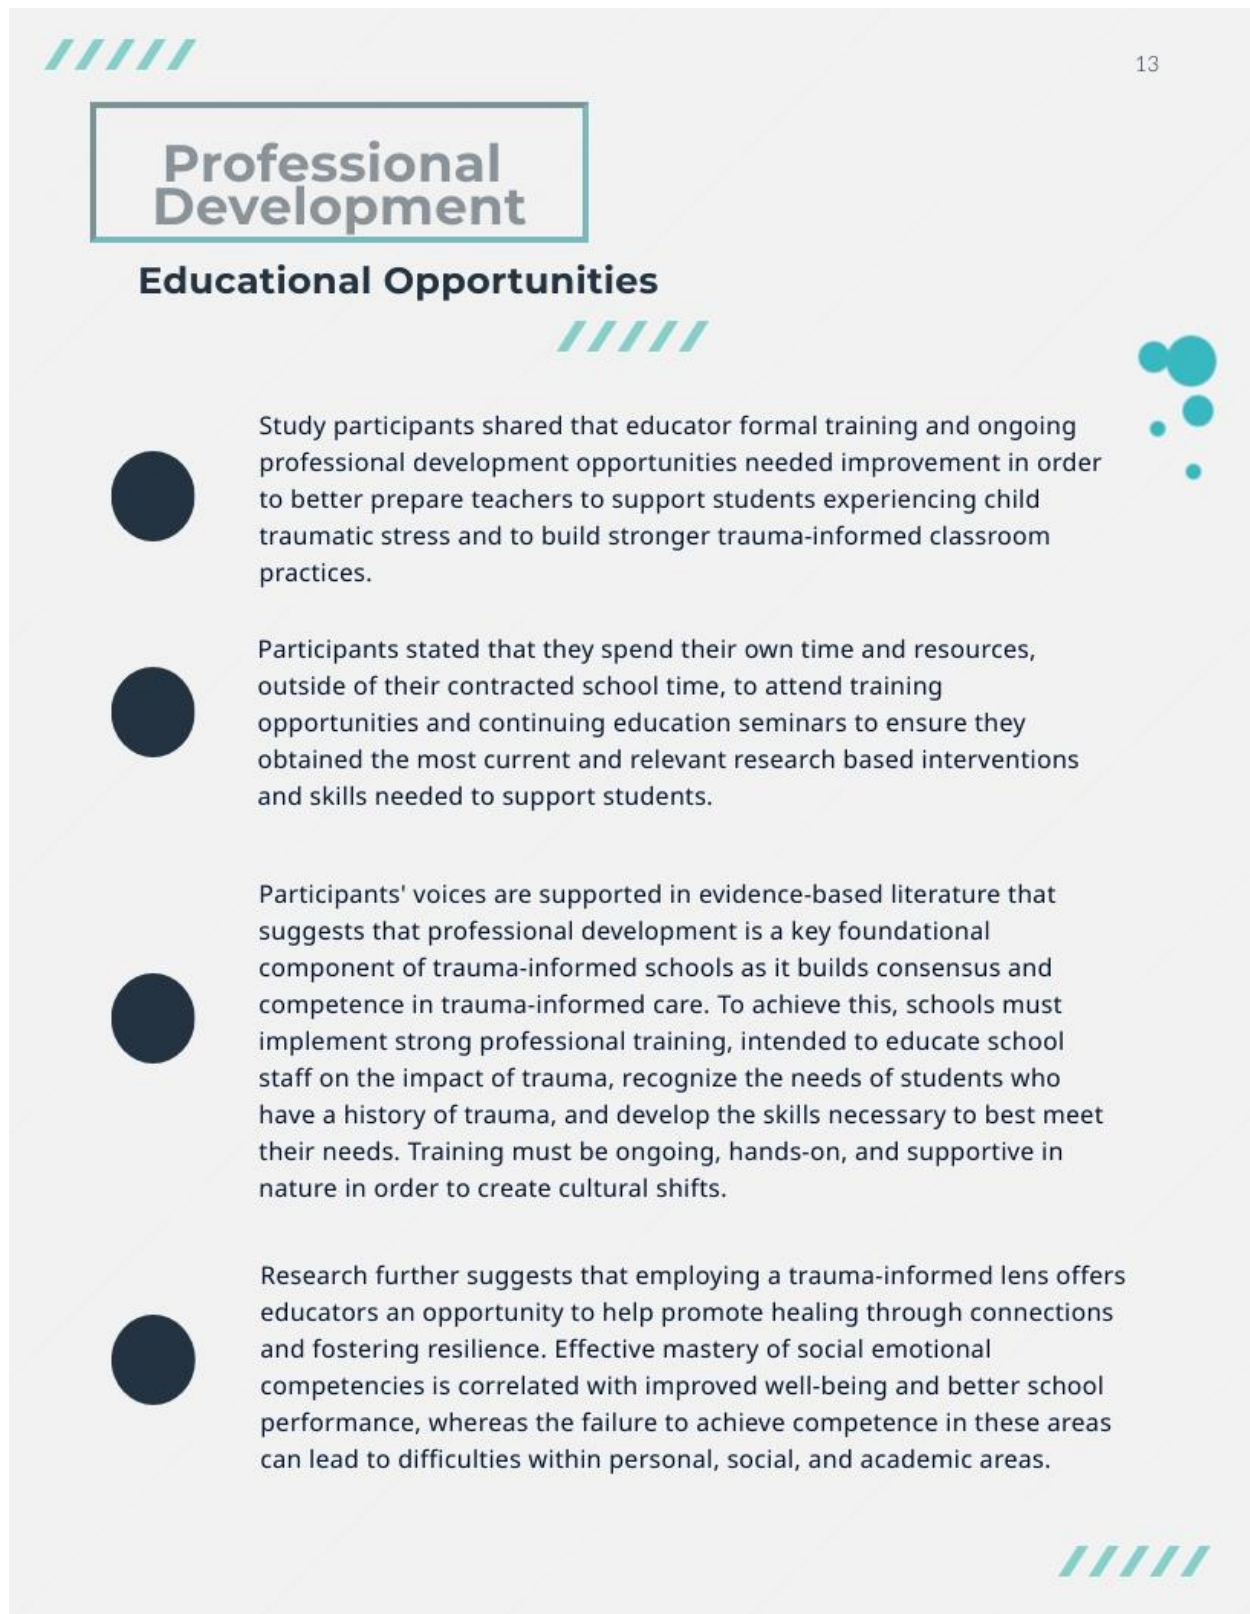 13
Professional
Development
Educational Opportunities
Study participants shared that educator formal training and ongoing
professional development opportunities needed improvement in order
to better prepare teachers to support students experiencing child
traumatic stress and to build stronger trauma-informed classroom
practices.
Participants stated that they spend their own time and resources,
outside of their contracted school time, to attend training
opportunities and continuing education seminars to ensure they
obtained the most current and relevant research based interventions
and skills needed to support students.
Participants' voices are supported in evidence-based literature that
suggests that professional development is a key foundational
component of trauma-informed schools as it builds consensus and
competence in trauma-informed care. To achieve this, schools must
implement strong professional training, intended to educate school
staff on the impact of trauma, recognize the needs of students who
have a history of trauma, and develop the skills necessary to best meet
their needs. Training must be ongoing, hands-on, and supportive in
nature in order to create cultural shifts.
Research further suggests that employing a trauma-informed lens offers
educators an opportunity to help promote healing through connections
and fostering resilience. Effective mastery of social emotional
competencies is correlated with improved well-being and better school
performance, whereas the failure to achieve competence in these areas
can lead to difficulties within personal, social, and academic areas.